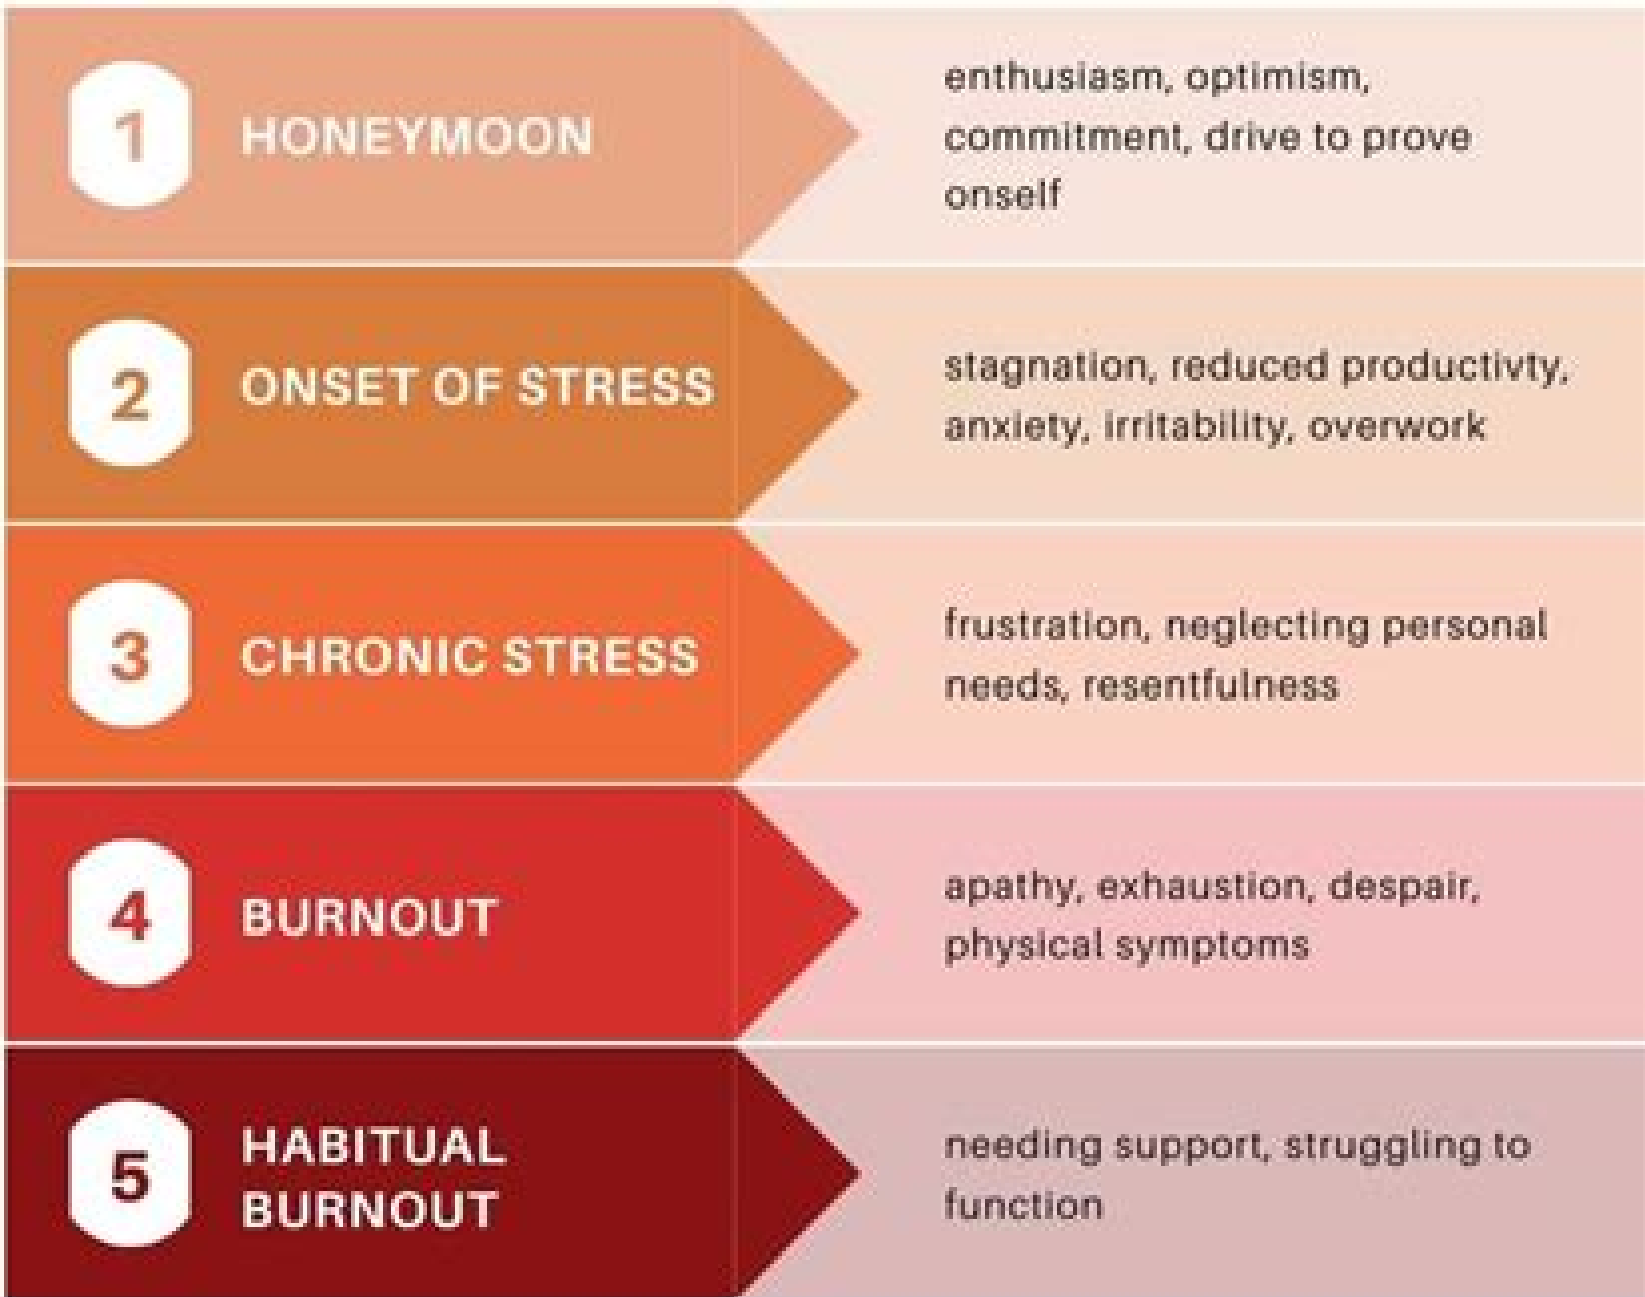 1
HONEYMOON
enthusiasm, optimism,
commitment, drive to prove
onself
2
ONSET OF STRESS
stagnation, reduced productivty,
anxiety, irritability, overwork
3
CHRONIC STRESS
frustration, neglecting personal
needs, resentfulness
4
BURNOUT
apathy, exhaustion, despair,
physical symptoms
5
HABITUAL
BURNOUT
needing support, struggling to
function